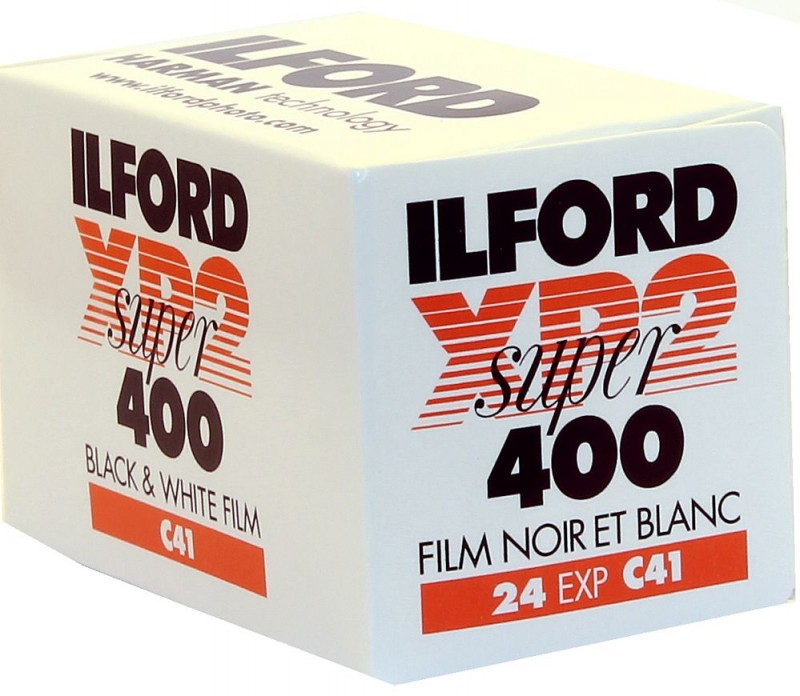 ILFORD
HARMAN technology
www.ilfordphoto.com
ILFORD
XP2
super
400
BLACK & WHITE FILM
C41
ILFORD
XP2
super
400
FILM NOIR ET BLANC
24 EXP C41